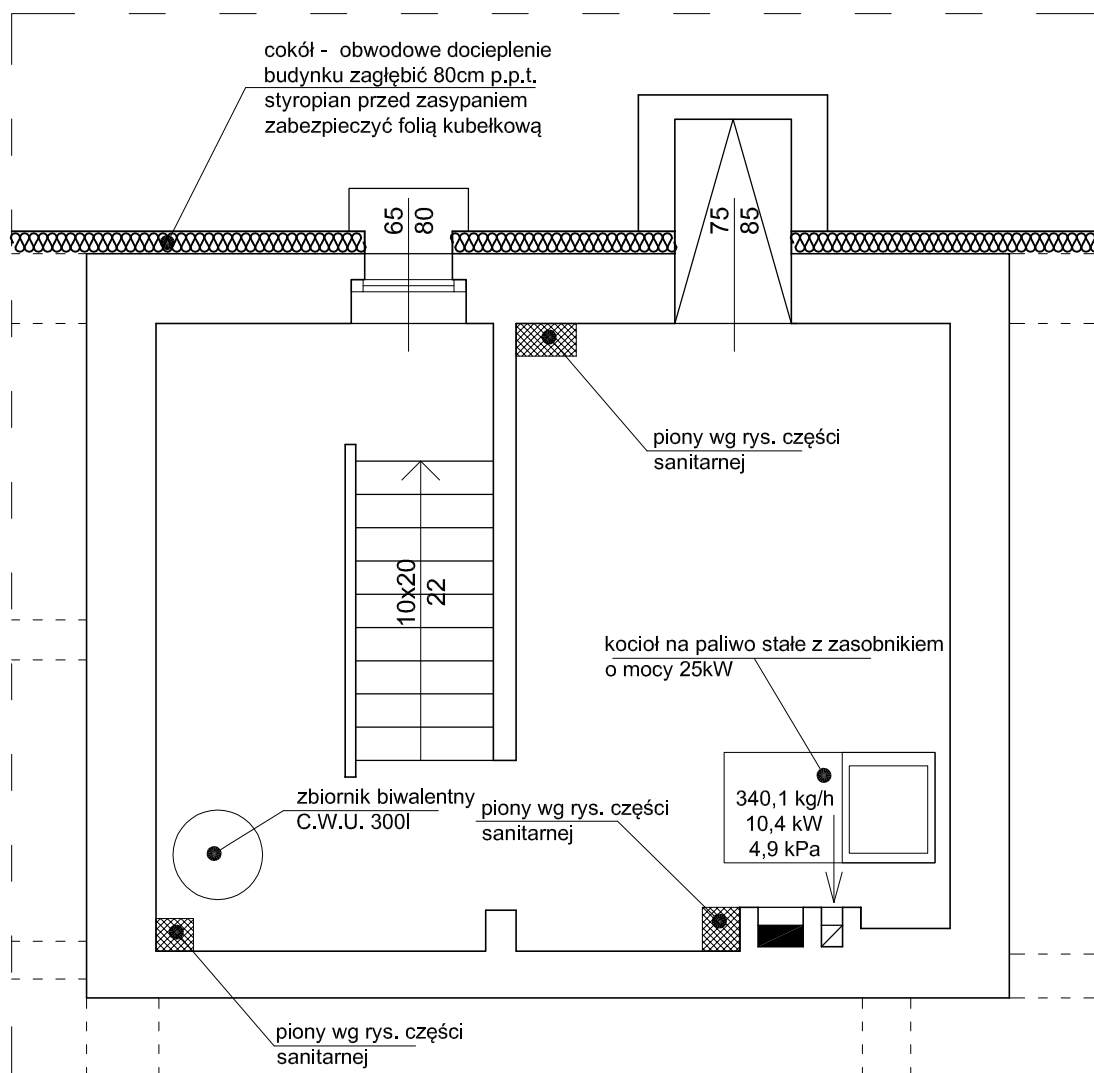 cokół -  obwodowe docieplenie
budynku zagłębić 80cm p.p.t.
styropian przed zasypaniem
zabezpieczyć folią kubełkową
65
80
75
85
piony wg rys. części
sanitarnej
10x20
22
kocioł na paliwo stałe z zasobnikiem
o mocy 25kW
340,1 kg/h
10,4 kW
4,9 kPa
zbiornik biwalentny
C.W.U. 300l
piony wg rys. części
sanitarnej
piony wg rys. części
sanitarnej